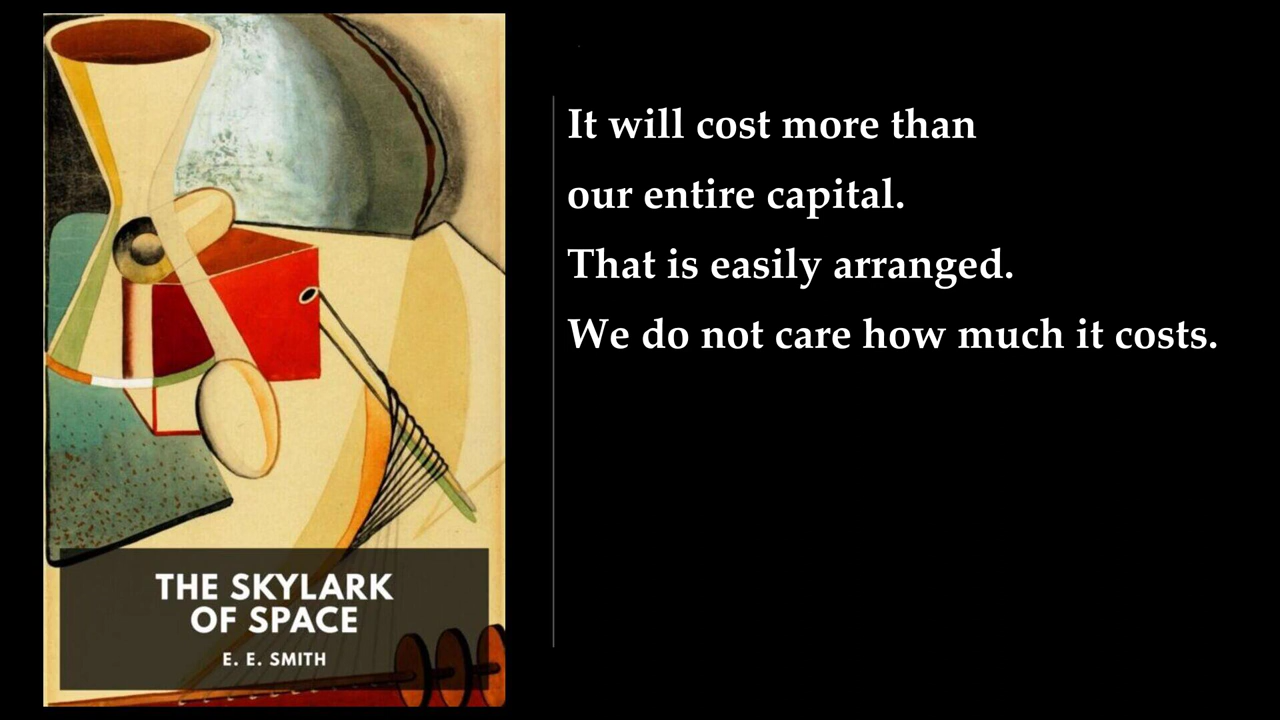 THE SKYLARK
OF SPACE
E. E. SMITH
It will cost more than
our entire capital.
That is easily arranged.
We do not care how much it costs.